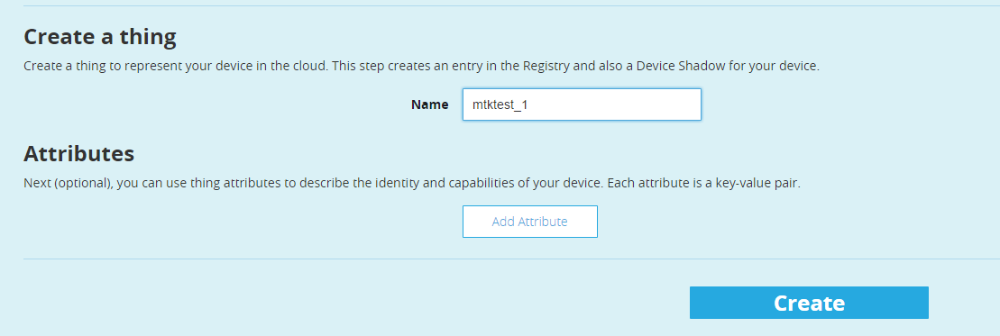 Create a thing
Create a thing to represent your device in the cloud. This step creates an entry in the Registry and also a Device Shadow for your device.
Name mtktest_1
Attributes
Next (optional), you can use thing attributes to describe the identity and capabilities of your device. Each attribute is a key-value pair.
Add Attribute
Create